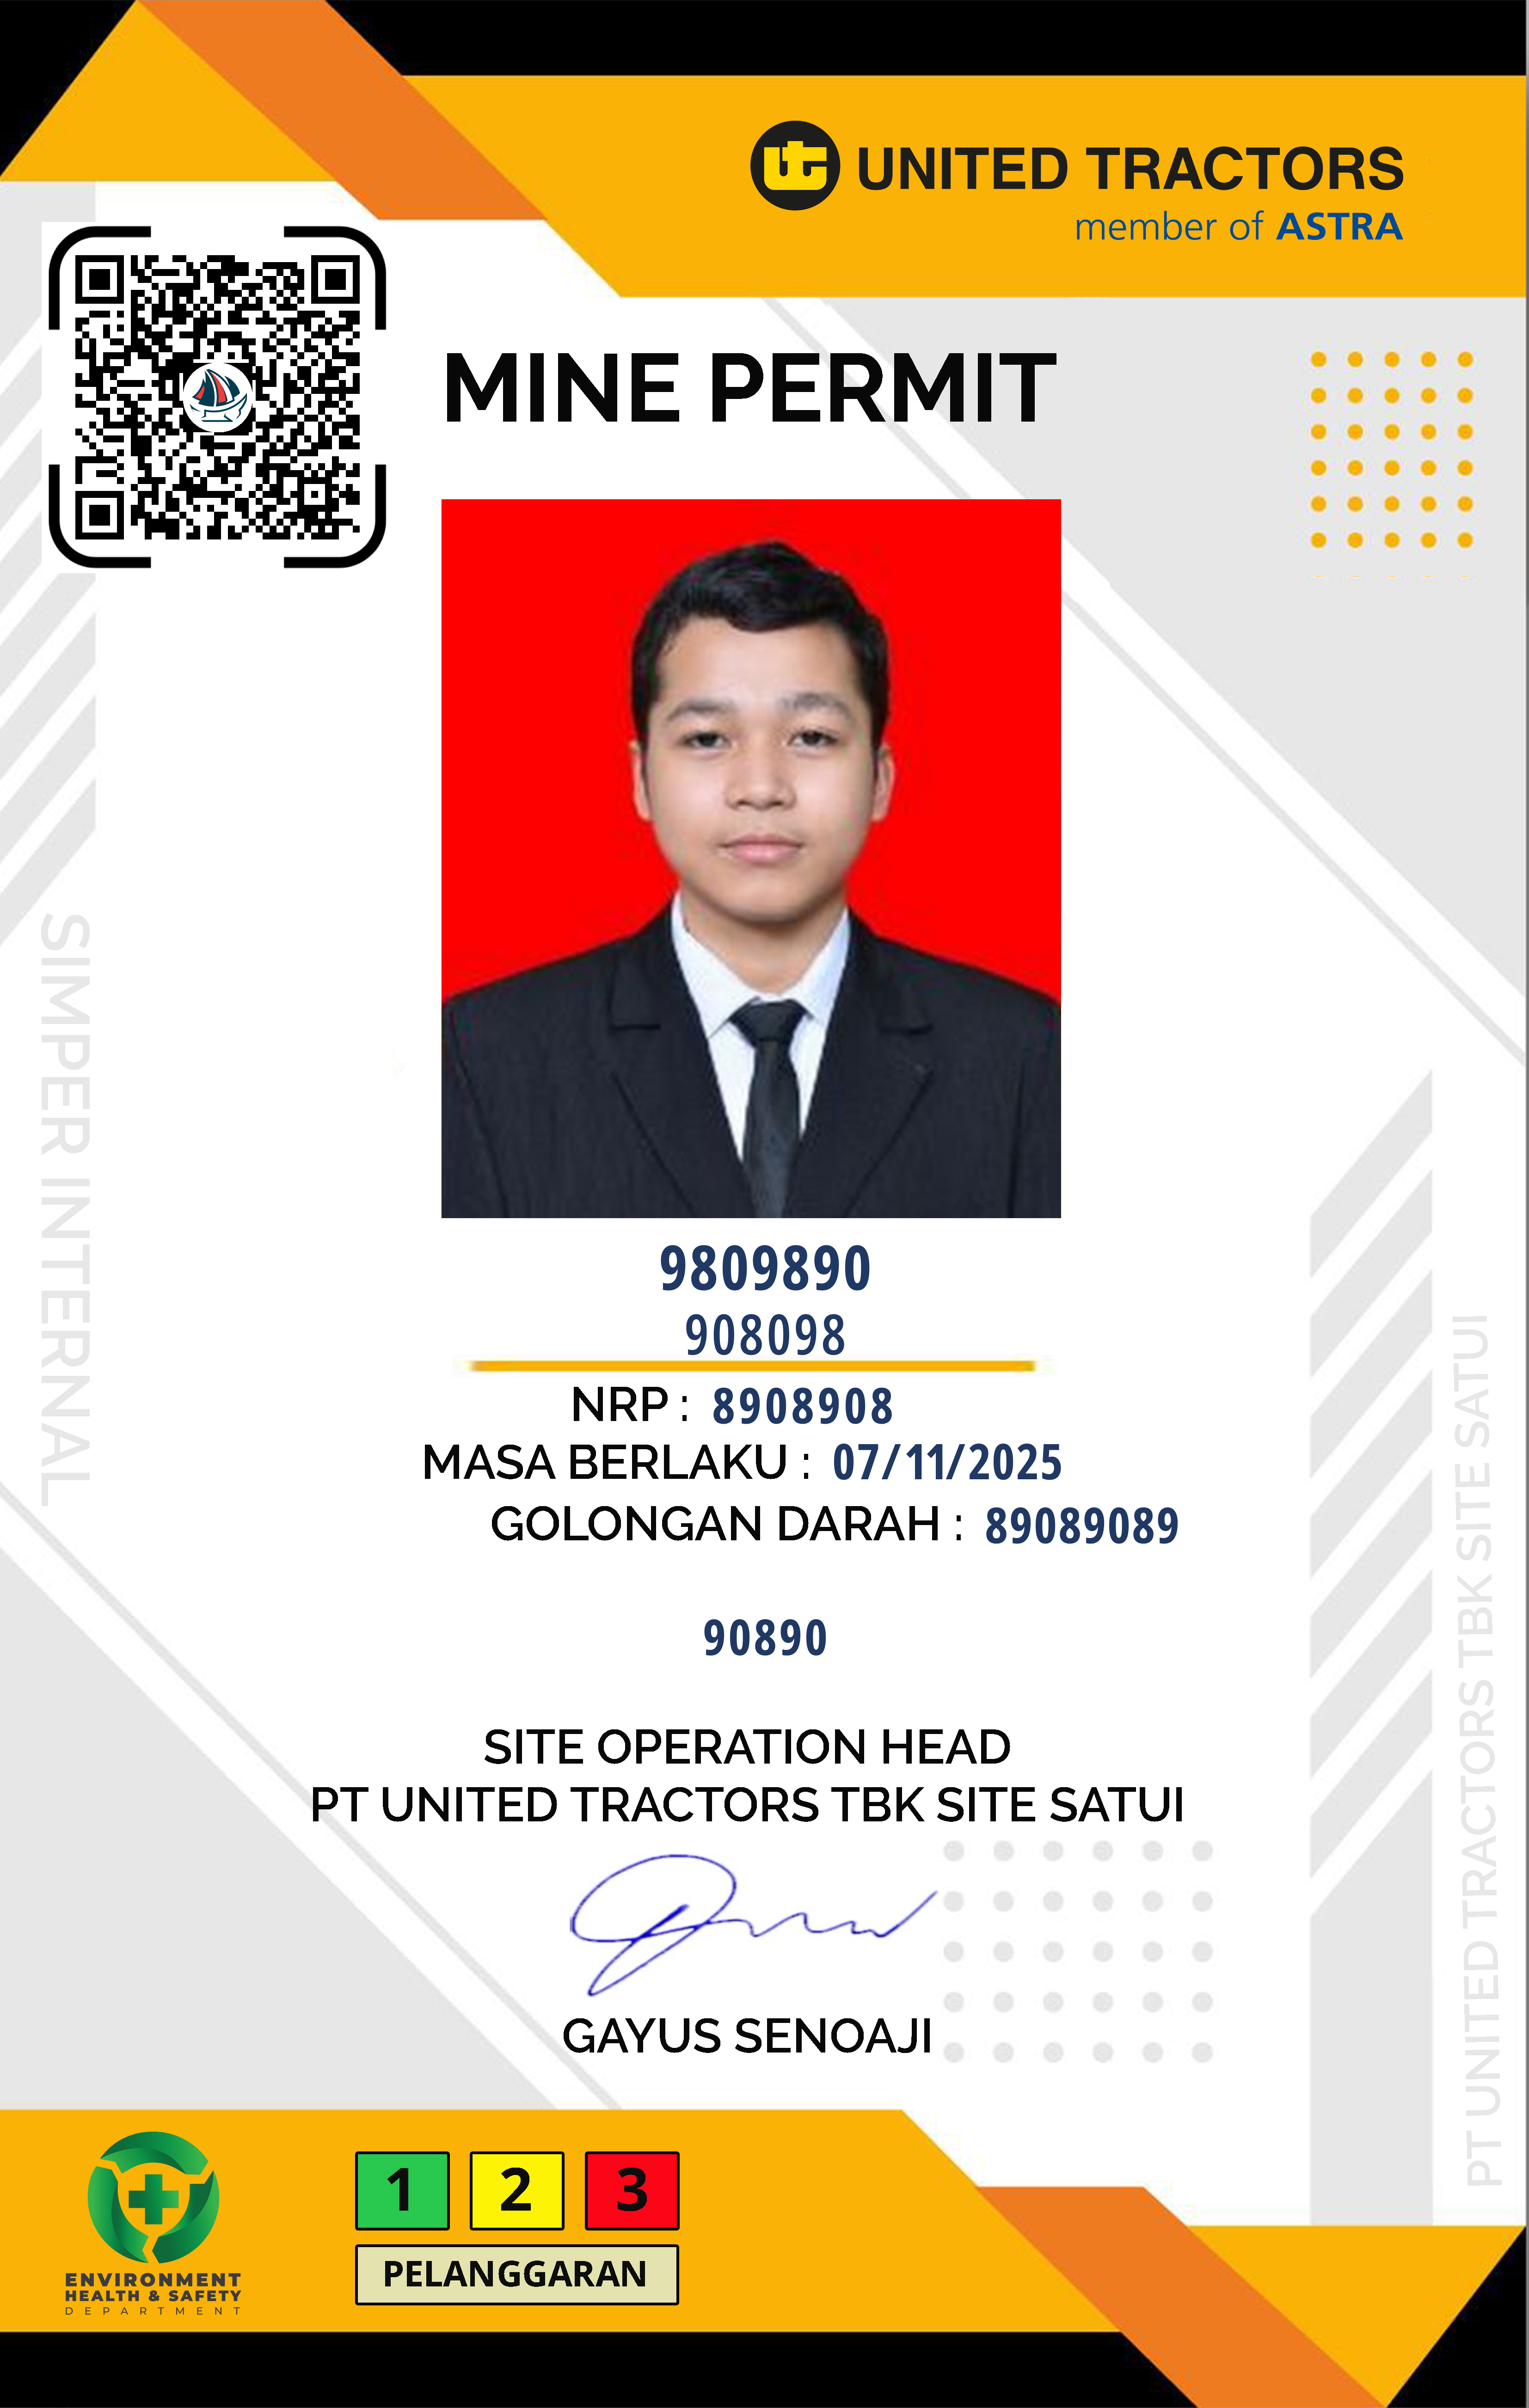 UNITED TRACTORS
member of ASTRA
MINE PERMIT
SIMPER INTERNAL
9809890
908098
NRP : 8908908
MASA BERLAKU : 07/11/2025
GOLONGAN DARAH : 89089089
90890
SITE OPERATION HEAD
PT UNITED TRACTORS TBK SITE SATUI
GAYUS SENOAJI
PT UNITED TRACTORS TBK SITE SATUI
ENVIRONMENT
HEALTH & SAFETY
DEPARTMENT
1 2 3
PELANGGARAN